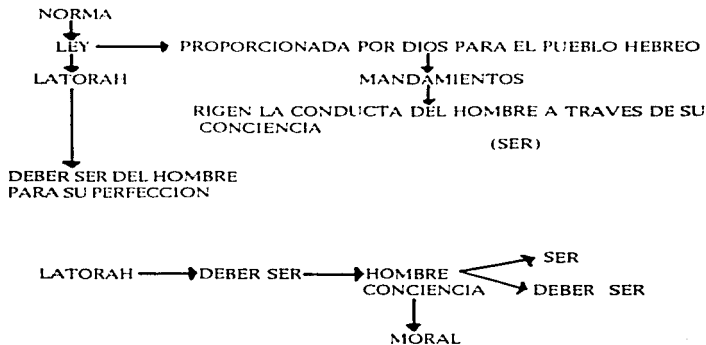 NORMA
LEY PROPORCIONADA POR DIOS PARA EL PUEBLO HEBREO
LATORAH MANDAMIENTOS
RIGEN LA CONDUCTA DEL HOMBRE A TRAVES DE SU
CONCIENCIA
(SER)
DEBER SER DEL HOMBRE
PARA SU PERFECCION
LATORAH DEBER SER HOMBRE SER
CONCIENCIA DEBER SER
MORAL